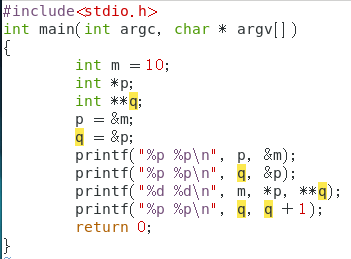 #include<stdio.h>
int main(int argc, char * argv[])
{
        int m = 10;
        int *p;
        int **q;
        p = &m;
        q = &p;
        printf("%p %p\n", p, &m);
        printf("%p %p\n", q, &p);
        printf("%d %d\n", m, *p, **q);
        printf("%p %p\n", q, q + 1);
        return 0;
}
~